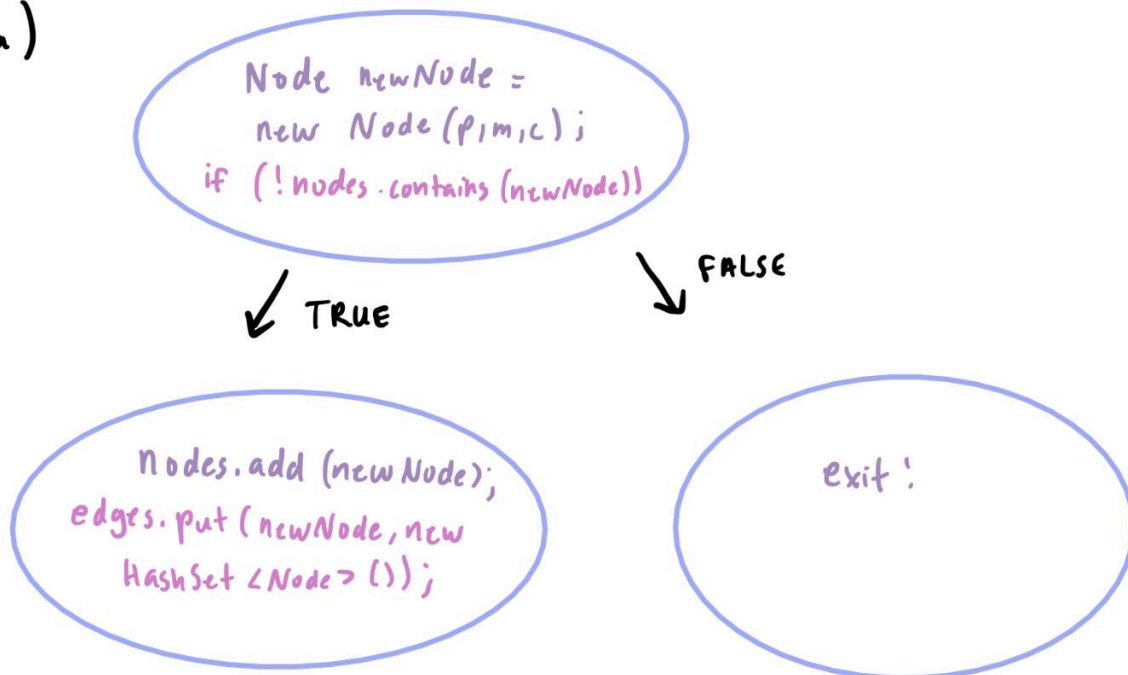 a)
Node newNode =
new Node (p,m,c);
if (!nodes.contains (newNode))
TRUE
FALSE
nodes.add (newNode);
edges.put (newNode, new
HashSet <Node> ());
exit!